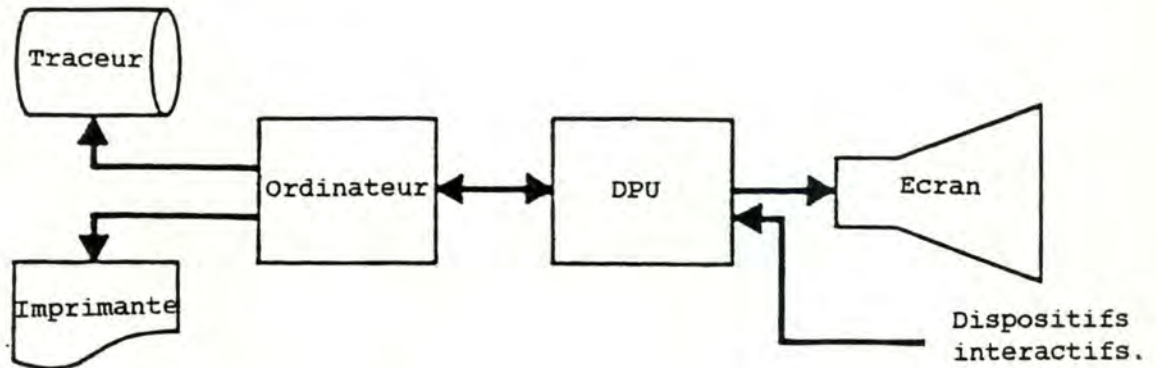 Traceur
Ordinateur
DPU
Ecran
Imprimante
Dispositifs
interactifs.